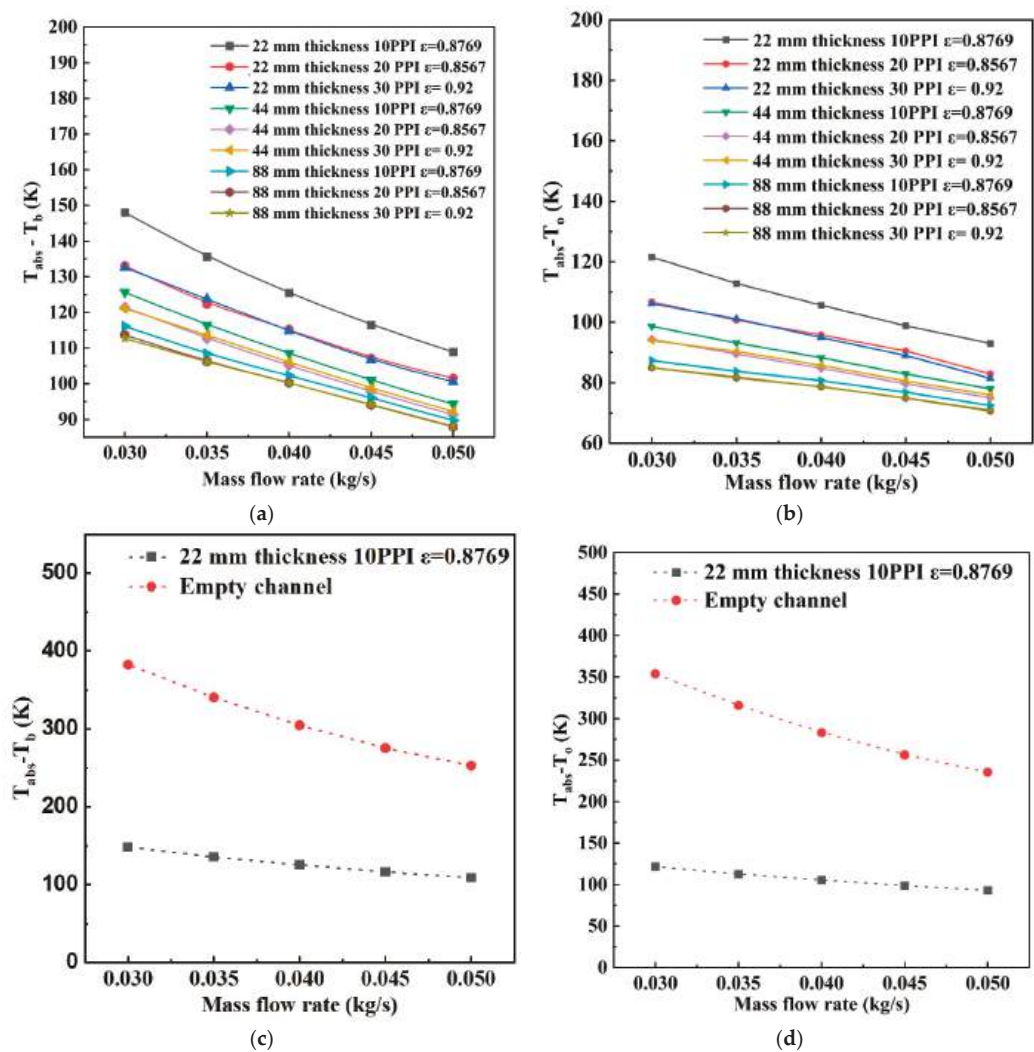 200
190
180
170
160
150
140
130
120
110
100
90
T_abs - T_b (K)
22 mm thickness 10PPI ε=0.8769
22 mm thickness 20 PPI ε=0.8567
22 mm thickness 30 PPI ε= 0.92
44 mm thickness 10PPI ε=0.8769
44 mm thickness 20 PPI ε=0.8567
44 mm thickness 30 PPI ε= 0.92
88 mm thickness 10PPI ε=0.8769
88 mm thickness 20 PPI ε=0.8567
88 mm thickness 30 PPI ε= 0.92
0.030 0.035 0.040 0.045 0.050
Mass flow rate (kg/s)
(a)
200
180
160
140
120
100
80
60
T_abs-T_o (K)
22 mm thickness 10PPI ε=0.8769
22 mm thickness 20 PPI ε=0.8567
22 mm thickness 30 PPI ε= 0.92
44 mm thickness 10PPI ε=0.8769
44 mm thickness 20 PPI ε=0.8567
44 mm thickness 30 PPI ε= 0.92
88 mm thickness 10PPI ε=0.8769
88 mm thickness 20 PPI ε=0.8567
88 mm thickness 30 PPI ε= 0.92
0.030 0.035 0.040 0.045 0.050
Mass flow rate (kg/s)
(b)
22 mm thickness 10PPI ε=0.8769
Empty channel
500
400
300
200
100
0
T_abs-T_b (K)
0.030 0.035 0.040 0.045 0.050
Mass flow rate (kg/s)
(c)
22 mm thickness 10PPI ε=0.8769
Empty channel
500
450
400
350
300
250
200
150
100
50
0
T_abs-T_o (K)
0.030 0.035 0.040 0.045 0.050
Mass flow rate (kg/s)
(d)